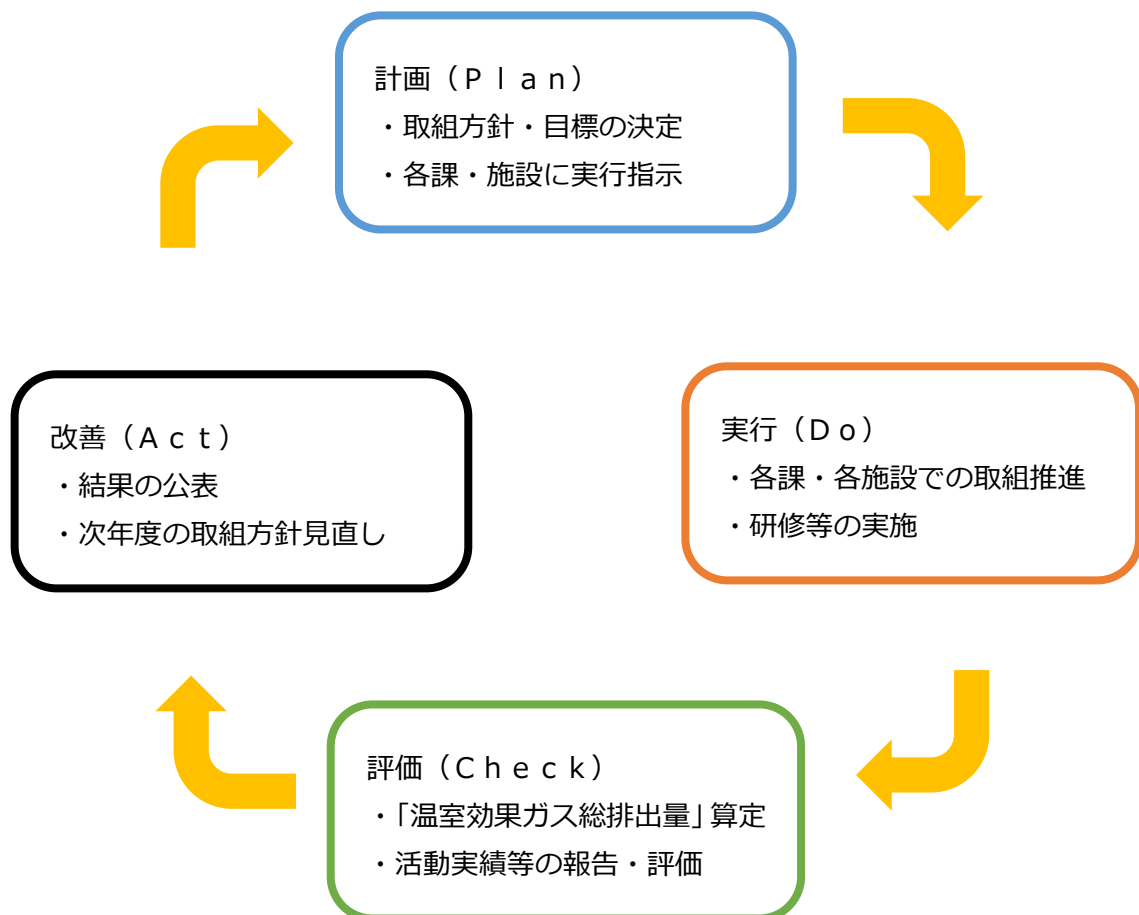 計画（Ｐｌａｎ）
・取組方針・目標の決定
・各課・施設に実行指示
実行（Ｄｏ）
・各課・各施設での取組推進
・研修等の実施
評価（Ｃｈｅｃｋ）
・「温室効果ガス総排出量」算定
・活動実績等の報告・評価
改善（Ａｃｔ）
・結果の公表
・次年度の取組方針見直し